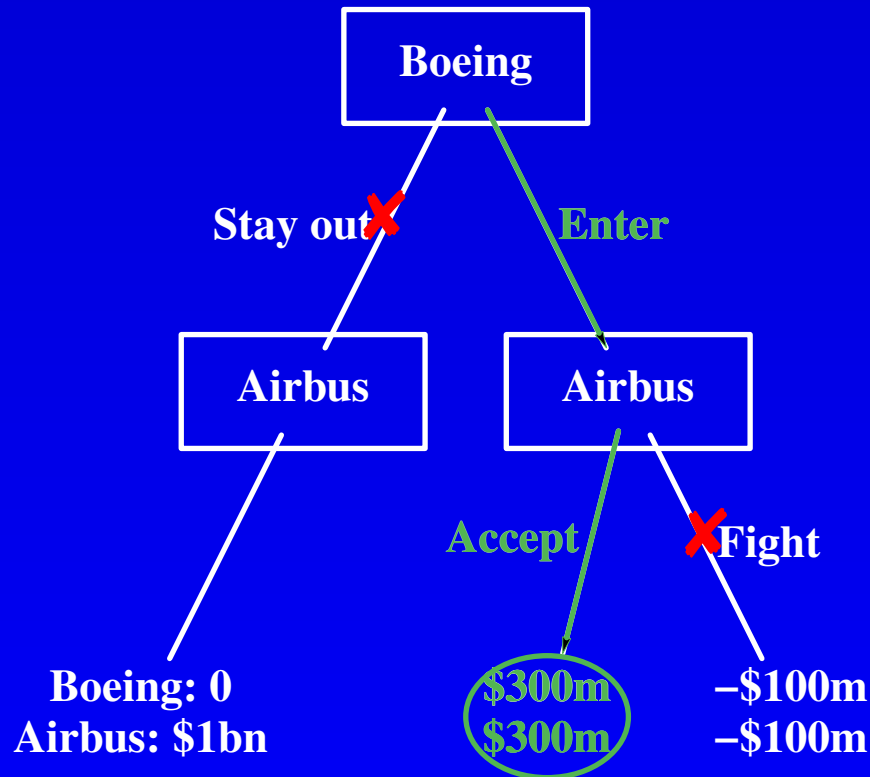 Boeing
Stay out
Enter
Airbus
Airbus
Accept
Fight
Boeing: 0
Airbus: $1bn
$300m
$300m
−$100m
−$100m